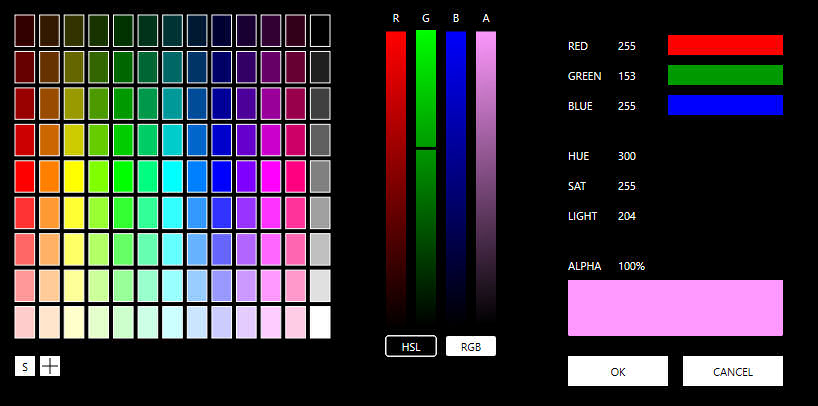 R G B A
RED 255
GREEN 153
BLUE 255
HUE 300
SAT 255
LIGHT 204
ALPHA 100%
HSL RGB
S
OK CANCEL